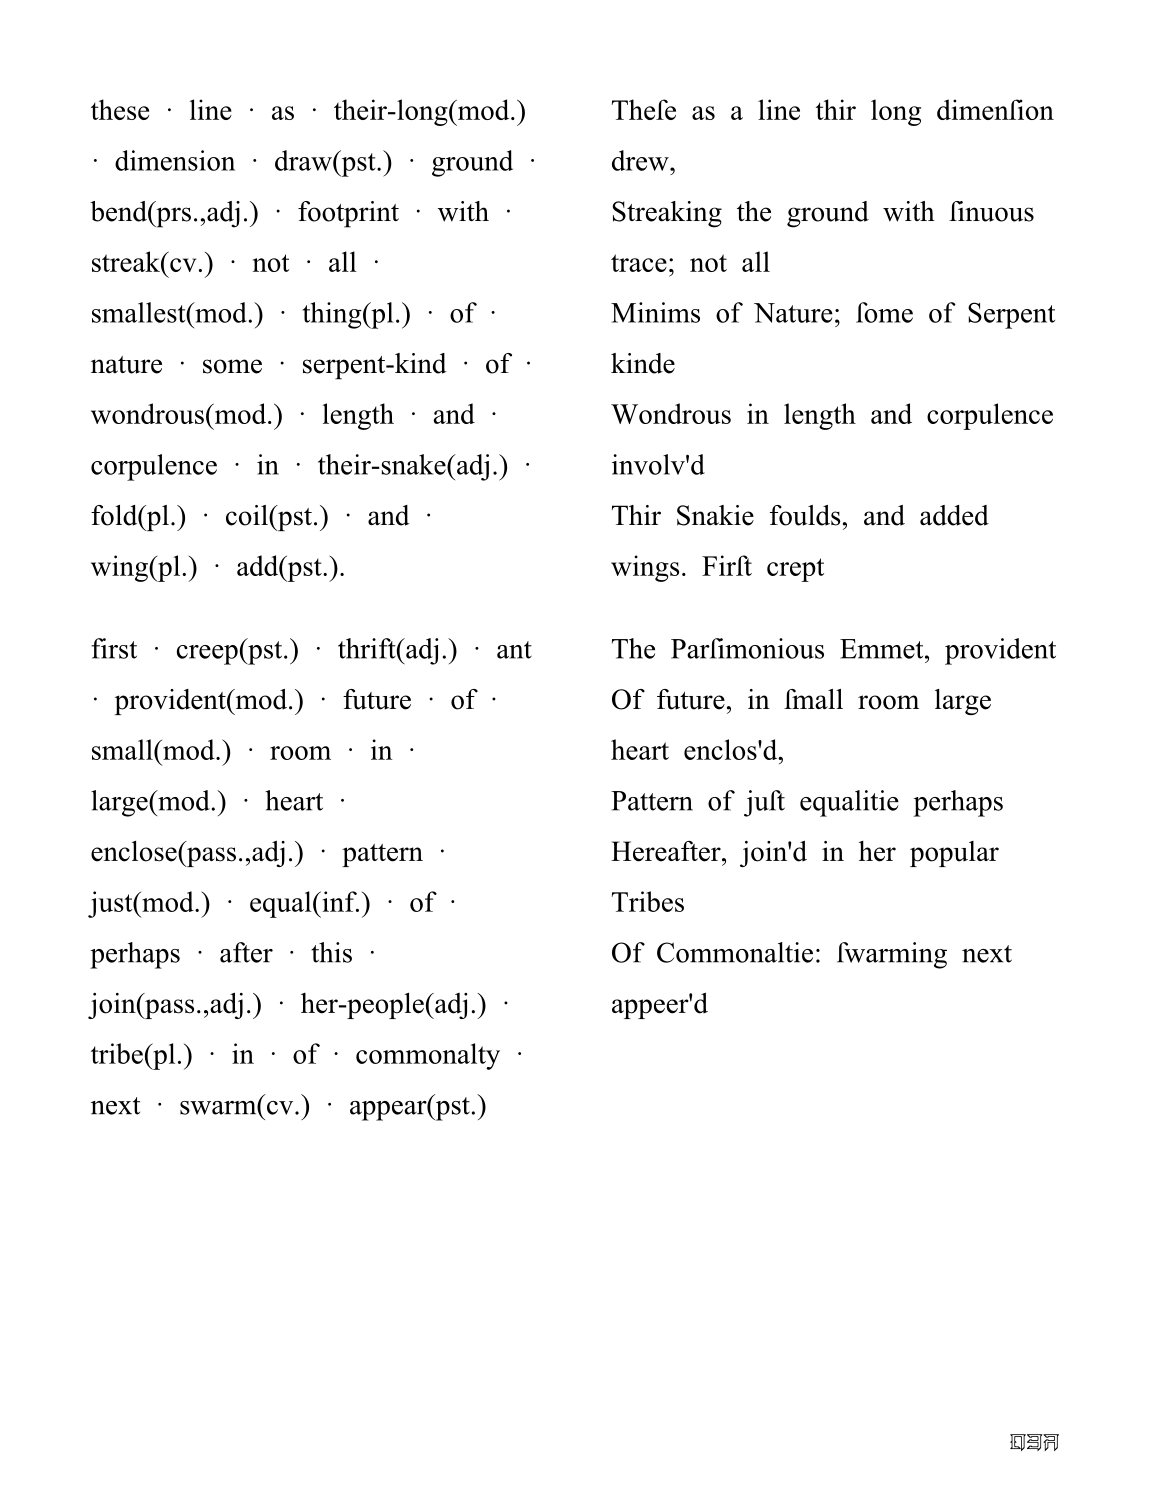 these · line · as · their-long(mod.)
· dimension · draw(pst.) · ground ·
bend(prs.,adj.) · footprint · with ·
streak(cv.) · not · all ·
smallest(mod.) · thing(pl.) · of ·
nature · some · serpent-kind · of ·
wondrous(mod.) · length · and ·
corpulence · in · their-snake(adj.) ·
fold(pl.) · coil(pst.) · and ·
wing(pl.) · add(pst.).
first · creep(pst.) · thrift(adj.) · ant
· provident(mod.) · future · of ·
small(mod.) · room · in ·
large(mod.) · heart ·
enclose(pass.,adj.) · pattern ·
just(mod.) · equal(inf.) · of ·
perhaps · after · this ·
join(pass.,adj.) · her-people(adj.) ·
tribe(pl.) · in · of · commonalty ·
next · swarm(cv.) · appear(pst.)
Theſe as a line thir long dimenſion
drew,
Streaking the ground with ſinuous
trace; not all
Minims of Nature; ſome of Serpent
kinde
Wondrous in length and corpulence
involv'd
Thir Snakie foulds, and added
wings. Firſt crept
The Parſimonious Emmet, provident
Of future, in ſmall room large
heart enclos'd,
Pattern of juſt equalitie perhaps
Hereafter, join'd in her popular
Tribes
Of Commonaltie: ſwarming next
appeer'd